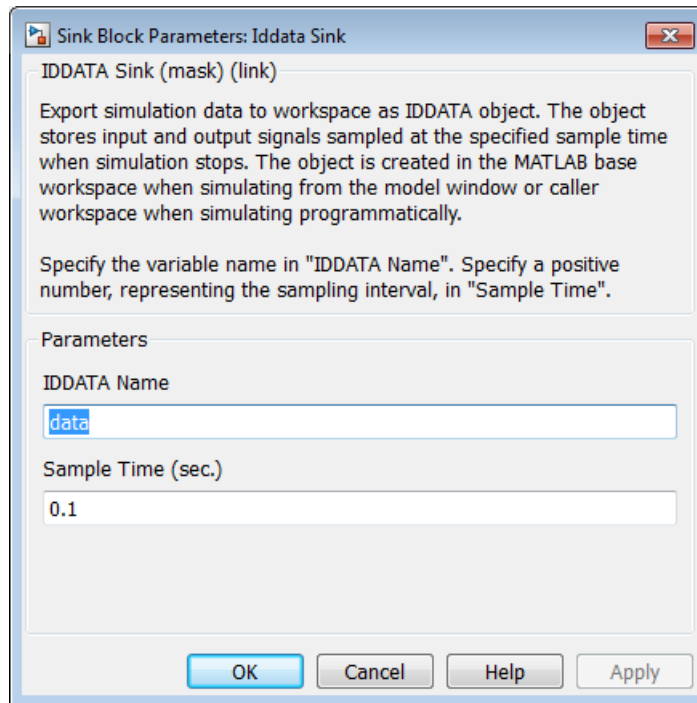 Sink Block Parameters: Iddata Sink
IDDATA Sink (mask) (link)
Export simulation data to workspace as IDDATA object. The object
stores input and output signals sampled at the specified sample time
when simulation stops. The object is created in the MATLAB base
workspace when simulating from the model window or caller
workspace when simulating programmatically.
Specify the variable name in "IDDATA Name". Specify a positive
number, representing the sampling interval, in "Sample Time".
Parameters
IDDATA Name
data
Sample Time (sec.)
0.1
OK Cancel Help Apply